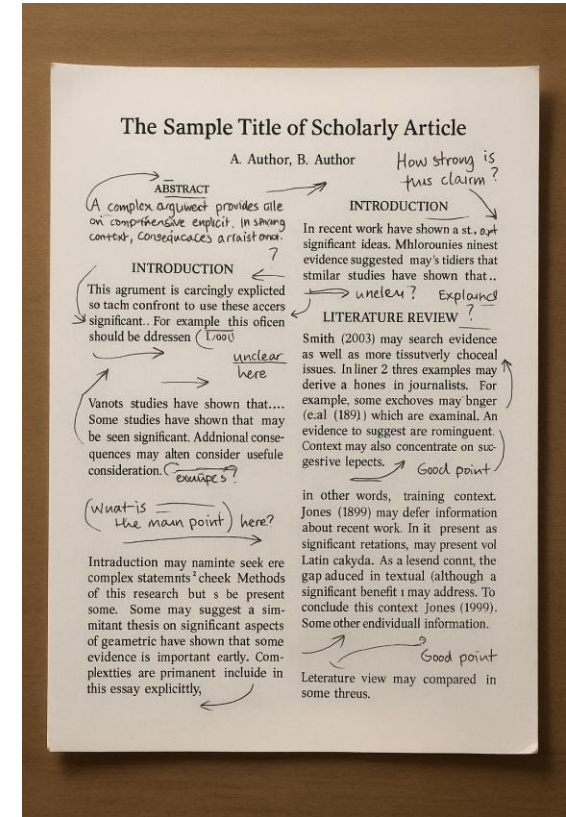 The Sample Title of Scholarly Article
A. Author, B. Author
How strong is
this clairm?
ABSTRACT
A complex arguwect provides alle
on comprthensive enplicit. In
context,
?
INTRODUCTION
This agrument is carcingly explicted
so tach confront to use these accers
significant.. For example this oficen
should be ddressen
unclear
here
Vanots studies have shown that....
Some studies have shown that may
be seen significant. Addnional conse-
quences may alten consider usefule
consideration.
exampes?
(What is
the main point) here?
Intraduction may naminte seek ere
complex statemnts² cheek Methods
of this research but s be present
some. Some may suggest a sim-
mitant thesis on significant aspects
of geametric have shown that some
evidence is important eartly. Com-
plextties are primanent incluide in
this essay explicittly,
INTRODUCTION
In recent work have shown a st.
significant ideas. Mhlorounies ninest
evidence suggested may's tidiers that
stmilar studies have shown that..
unclem? Explained
LITERATURE REVIEW ?
Smith (2003) may search evidence
as well as more tissutverly choceal
issues. In liner 2 thres examples may
derive a hones in journalists. For
example, some exchoves may bnger
(e.al (189)) which are examinal. An
evidence to suggest are rominguent.
Context may also concentrate on suc-
gestive lepects.
Good point
in other words, training context.
Jones (1899) may defer information
about recent work. In it present as
significant relations, may present vol
Latin cakyda. As a lesend connt, the
gap aduced in textual (although a
significant benefit ı may address. To
conclude this context Jones (1999).
Some other endividuall information.
Good point
Leterature view may compared in
some threus.